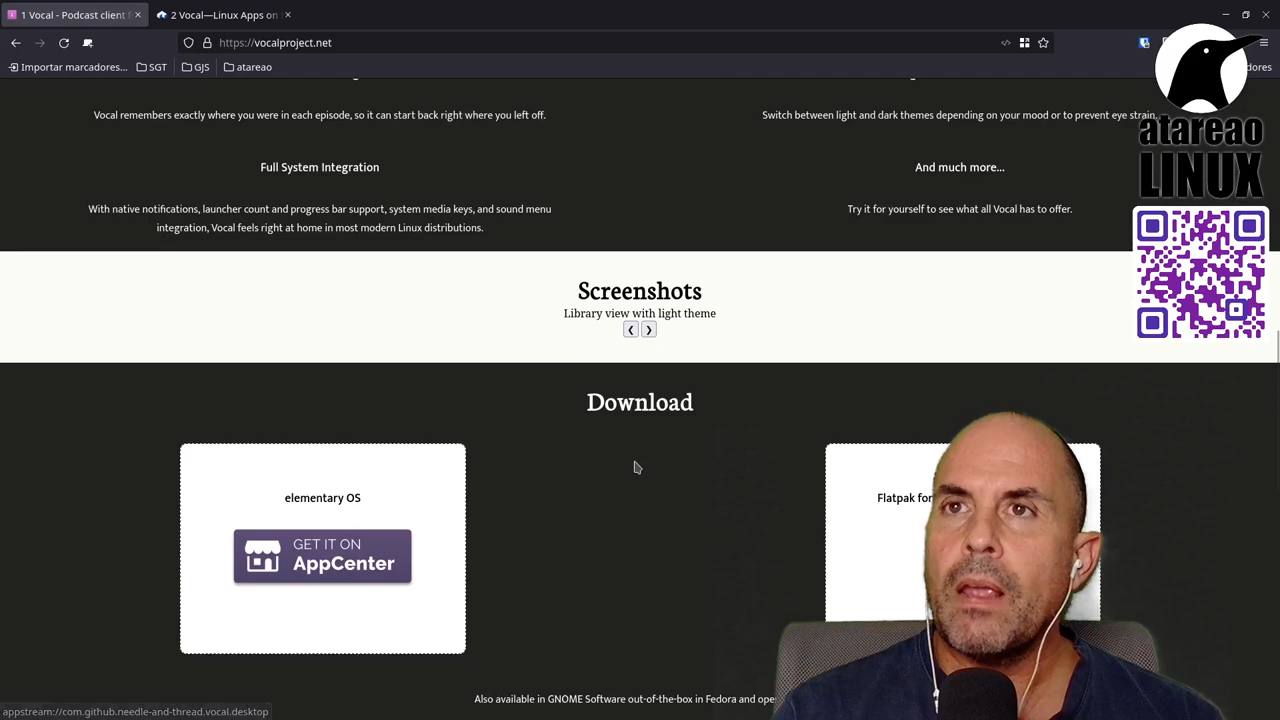 1 Vocal - Podcast client
2 Vocal—Linux Apps on
https://vocalproject.net
Importar marcadores...
SGT
GJS
atareao
Vocal remembers exactly where you were in each episode, so it can start back right where you left off.
Switch between light and dark themes depending on your mood or to prevent eye strain.
Full System Integration
And much more...
With native notifications, launcher count and progress bar support, system media keys, and sound menu
integration, Vocal feels right at home in most modern Linux distributions.
Try it for yourself to see what all Vocal has to offer.
atareao
LINUX
Screenshots
Library view with light theme
Download
elementary OS
GET IT ON
AppCenter
Flatpak for
Also available in GNOME Software out-of-the-box in Fedora and
appstream://com.github.needle-and-thread.vocal.desktop